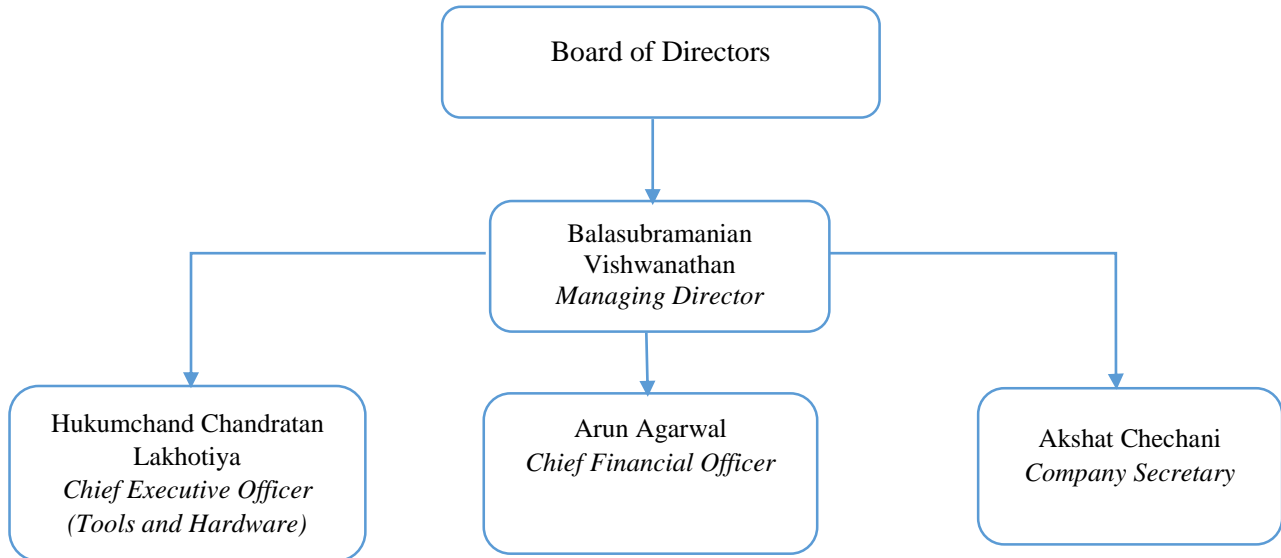 Board of Directors
Balasubramanian
Vishwanathan
Managing Director
Hukumchand Chandratan
Lakhotiya
Chief Executive Officer
(Tools and Hardware)
Arun Agarwal
Chief Financial Officer
Akshat Chechani
Company Secretary